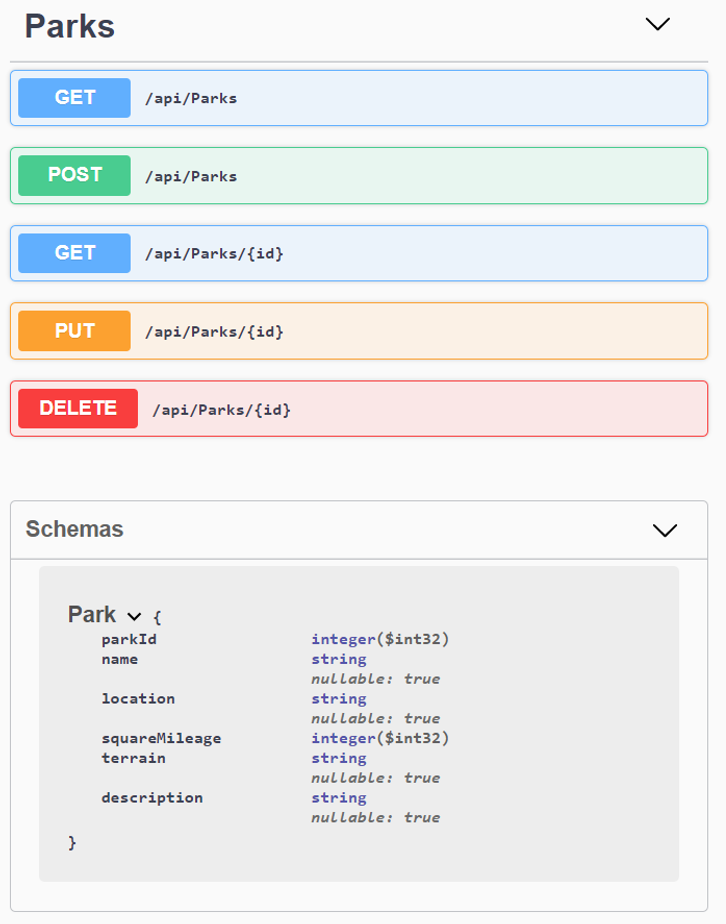 Parks
GET /api/Parks
POST /api/Parks
GET /api/Parks/{id}
PUT /api/Parks/{id}
DELETE /api/Parks/{id}
Schemas
Park {
parkId integer($int32)
name string
nullable: true
location string
nullable: true
squareMileage integer($int32)
terrain string
nullable: true
description string
nullable: true
}